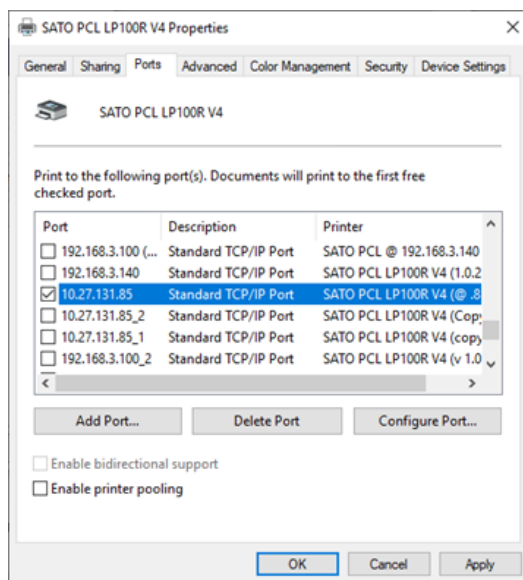 SATO PCL LP100R V4 Properties
General Sharing Ports Advanced Color Management Security Device Settings
SATO PCL LP100R V4
Print to the following port(s). Documents will print to the first free
checked port.
Port Description Printer
192.168.3.100 (... Standard TCP/IP Port SATO PCL @ 192.168.3.140
192.168.3.140 Standard TCP/IP Port SATO PCL LP100R V4 (1.0.2
10.27.131.85 Standard TCP/IP Port SATO PCL LP100R V4 (@ .8
10.27.131.85_2 Standard TCP/IP Port SATO PCL LP100R V4 (Copy
10.27.131.85_1 Standard TCP/IP Port SATO PCL LP100R V4 (copy
192.168.3.100_2 Standard TCP/IP Port SATO PCL LP100R V4 (v 1.0
Add Port... Delete Port Configure Port...
Enable bidirectional support
Enable printer pooling
OK Cancel Apply